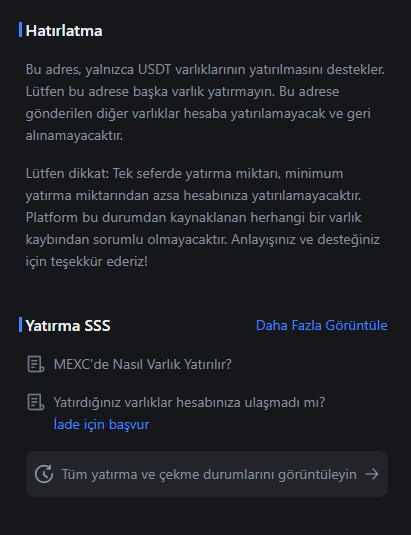 Hatırlatma
Bu adres, yalnızca USDT varlıklarının yatırılmasını destekler.
Lütfen bu adrese başka varlık yatırmayın. Bu adrese
gönderilen diğer varlıklar hesaba yatırılamayacak ve geri
alınamayacaktır.
Lütfen dikkat: Tek seferde yatırma miktarı, minimum
yatırma miktarından azsa hesabınıza yatırılamayacaktır.
Platform bu durumdan kaynaklanan herhangi bir varlık
kaybından sorumlu olmayacaktır. Anlayışınız ve desteğiniz
için teşekkür ederiz!
Yatırma SSS Daha Fazla Görüntüle
MEXC'de Nasıl Varlık Yatırılır?
Yatırdığınız varlıklar hesabınıza ulaşmadı mı?
İade için başvur
Tüm yatırma ve çekme durumlarını görüntüleyin